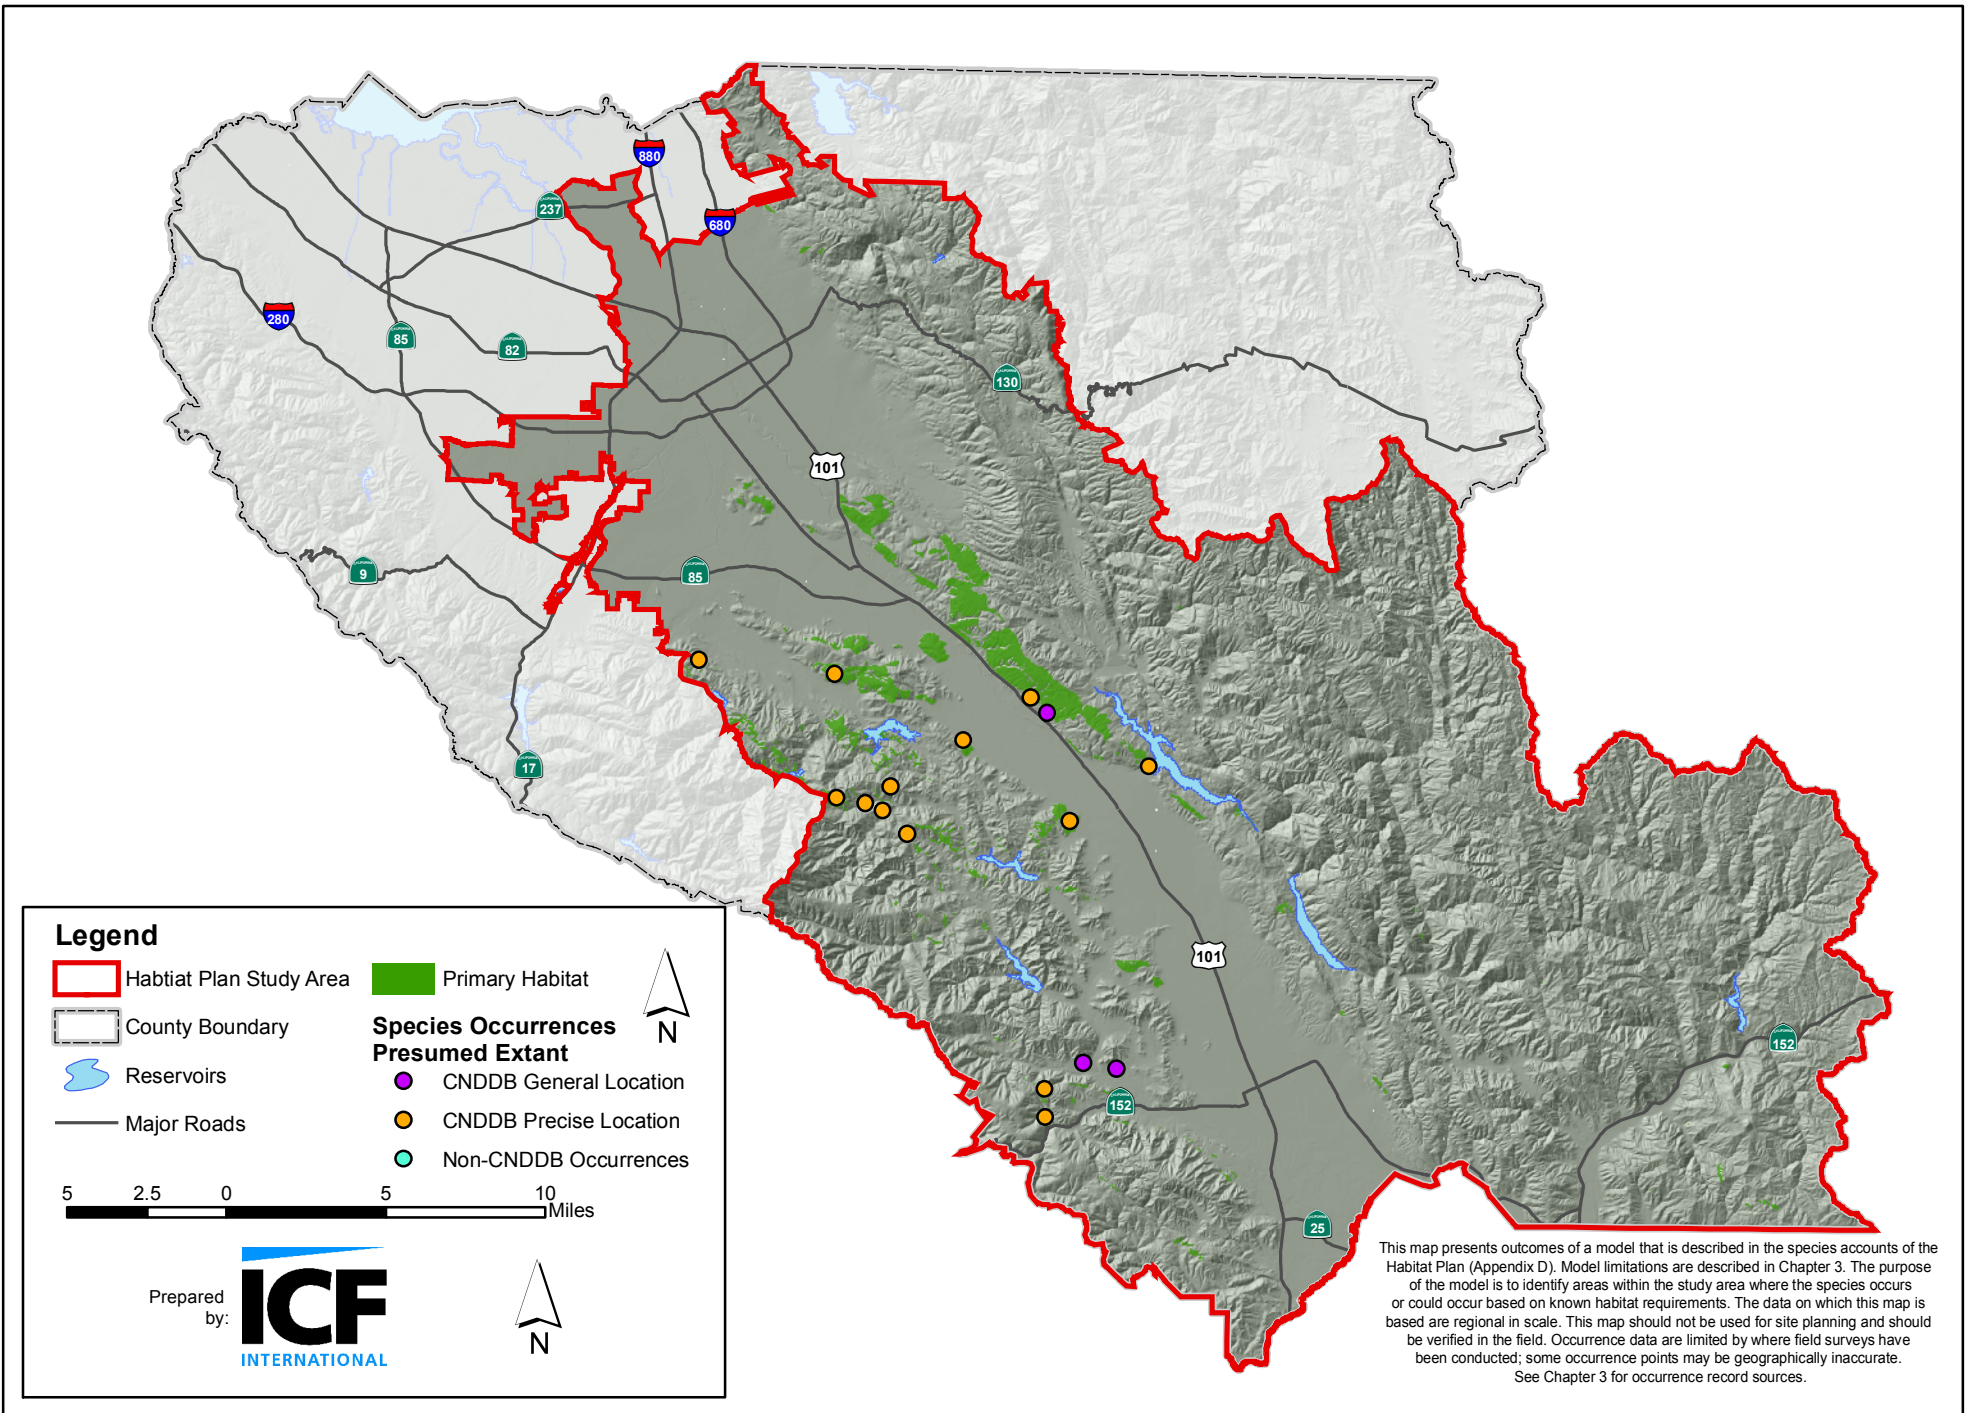 880
237
680
280
85
82
130
101
9
85
17
101
152
152
25
Legend
Habtiat Plan Study Area
County Boundary
Reservoirs
Major Roads
Primary Habitat
N
Species Occurrences
Presumed Extant
CNDDB General Location
CNDDB Precise Location
Non-CNDDB Occurrences
5 2.5 0 5 10
Miles
Prepared
by:
ICF
INTERNATIONAL
N
This map presents outcomes of a model that is described in the species accounts of the
Habitat Plan (Appendix D). Model limitations are described in Chapter 3. The purpose
of the model is to identify areas within the study area where the species occurs
or could occur based on known habitat requirements. The data on which this map is
based are regional in scale. This map should not be used for site planning and should
be verified in the field. Occurrence data are limited by where field surveys have
been conducted; some occurrence points may be geographically inaccurate.
See Chapter 3 for occurrence record sources.